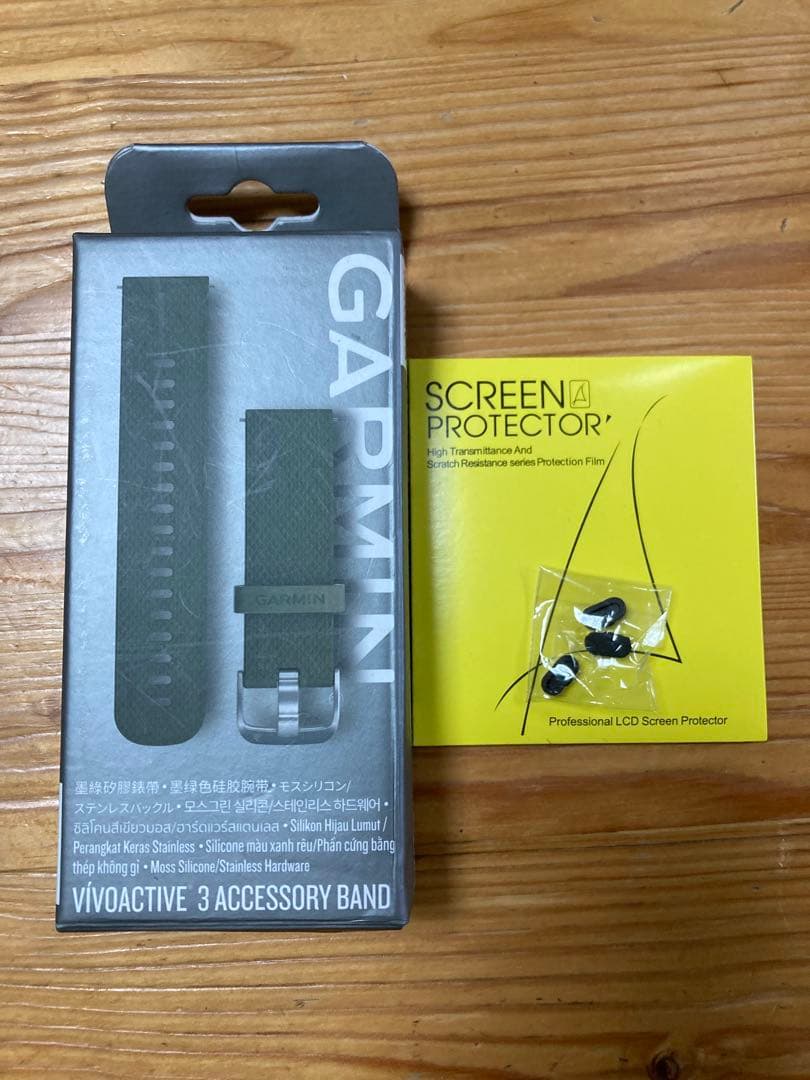 GARMIN
GARMIN
墨綠矽膠錶帶 • 墨绿色硅胶腕带 • モスシリコン/
ステンレスバックル • 모스그린 실리콘/스테인리스 하드웨어 •
ซิลิโคนสีเขียวมอส/ฮาร์ดแวร์สแตนเลส • Silikon Hijau Lumut /
Perangkat Keras Stainless • Silicone màu xanh rêu/Phần cứng bằng
thép không gỉ • Moss Silicone/Stainless Hardware
VÍVOACTIVE 3 ACCESSORY BAND
SCREEN
PROTECTOR
High Transmittance And
Scratch Resistance series Protection Film
Professional LCD Screen Protector